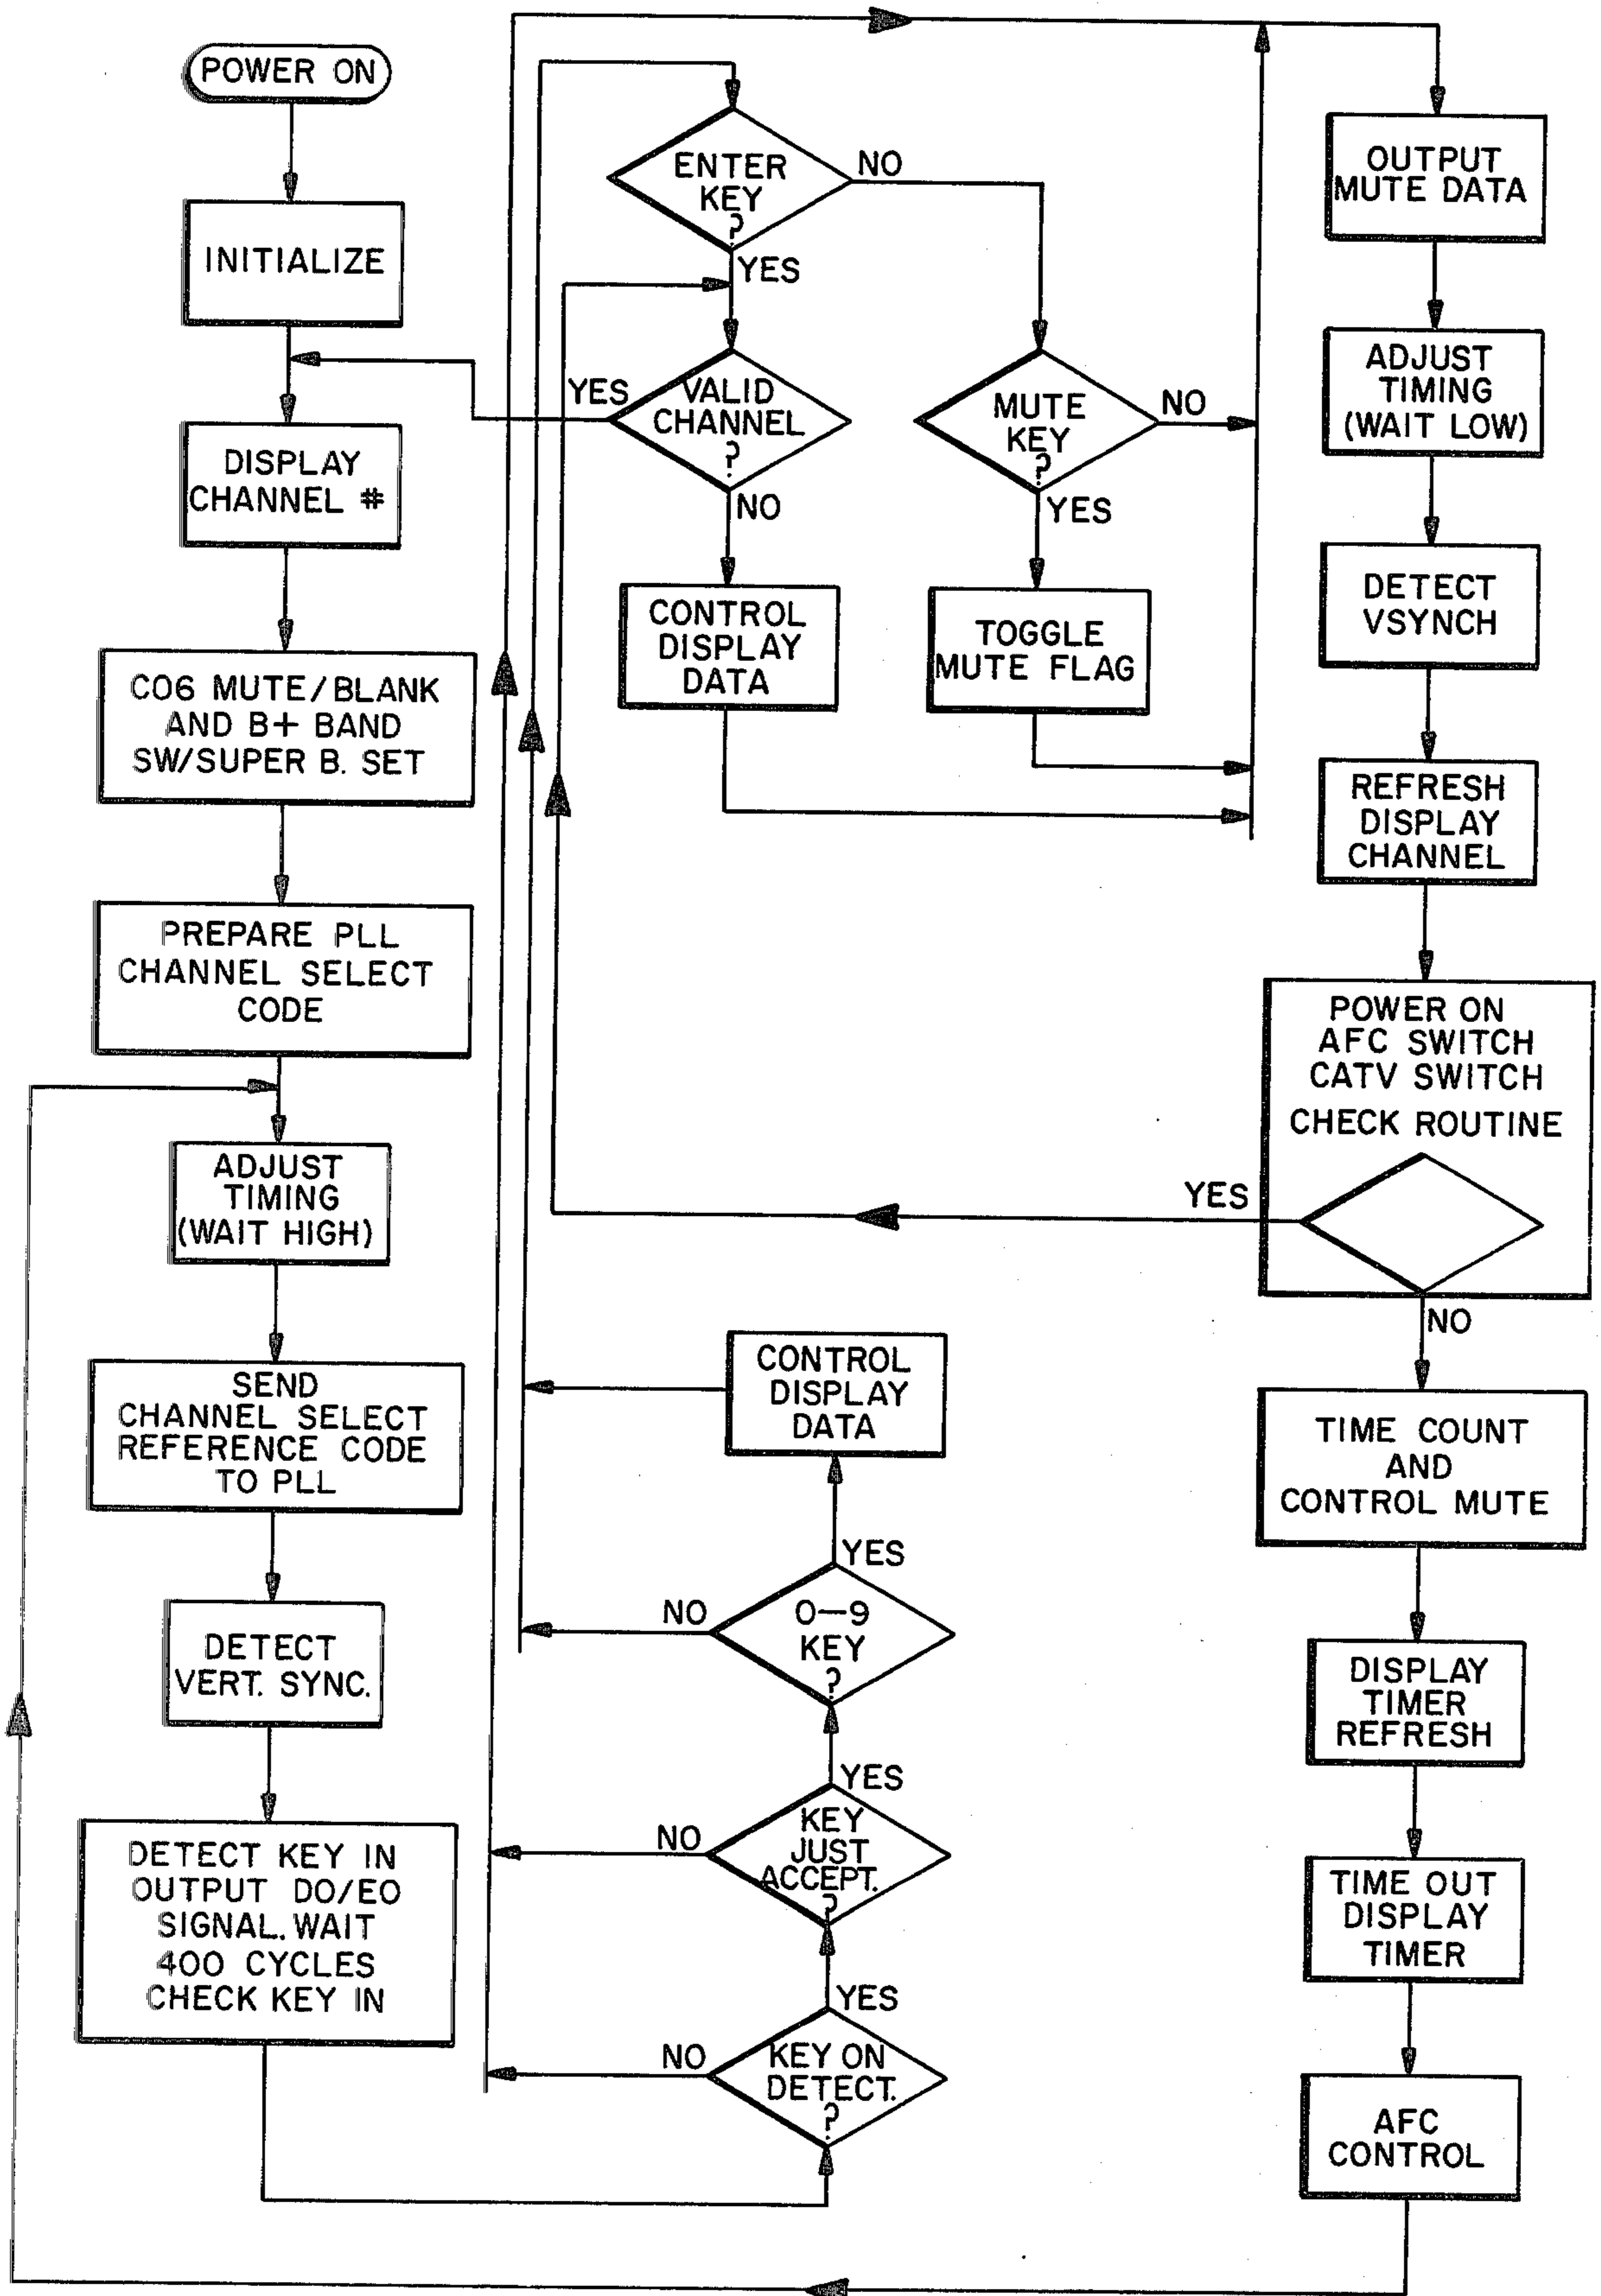 POWER ON
INITIALIZE
DISPLAY
CHANNEL #
C06 MUTE/BLANK
AND B+ BAND
SW/SUPER B. SET
PREPARE PLL
CHANNEL SELECT
CODE
ADJUST
TIMING
(WAIT HIGH)
SEND
CHANNEL SELECT
REFERENCE CODE
TO PLL
DETECT
VERT. SYNC.
DETECT KEY IN
OUTPUT DO/EO
SIGNAL. WAIT
400 CYCLES
CHECK KEY IN
ENTER
KEY
?
NO
YES
VALID
CHANNEL
?
YES
NO
CONTROL
DISPLAY
DATA
MUTE
KEY
?
NO
YES
TOGGLE
MUTE FLAG
CONTROL
DISPLAY
DATA
YES
0-9
KEY
?
NO
YES
KEY
JUST
ACCEPT.
?
NO
YES
KEY ON
DETECT.
?
NO
OUTPUT
MUTE DATA
ADJUST
TIMING
(WAIT LOW)
DETECT
VSYNCH
REFRESH
DISPLAY
CHANNEL
POWER ON
AFC SWITCH
CATV SWITCH
CHECK ROUTINE
YES
NO
TIME COUNT
AND
CONTROL MUTE
DISPLAY
TIMER
REFRESH
TIME OUT
DISPLAY
TIMER
AFC
CONTROL